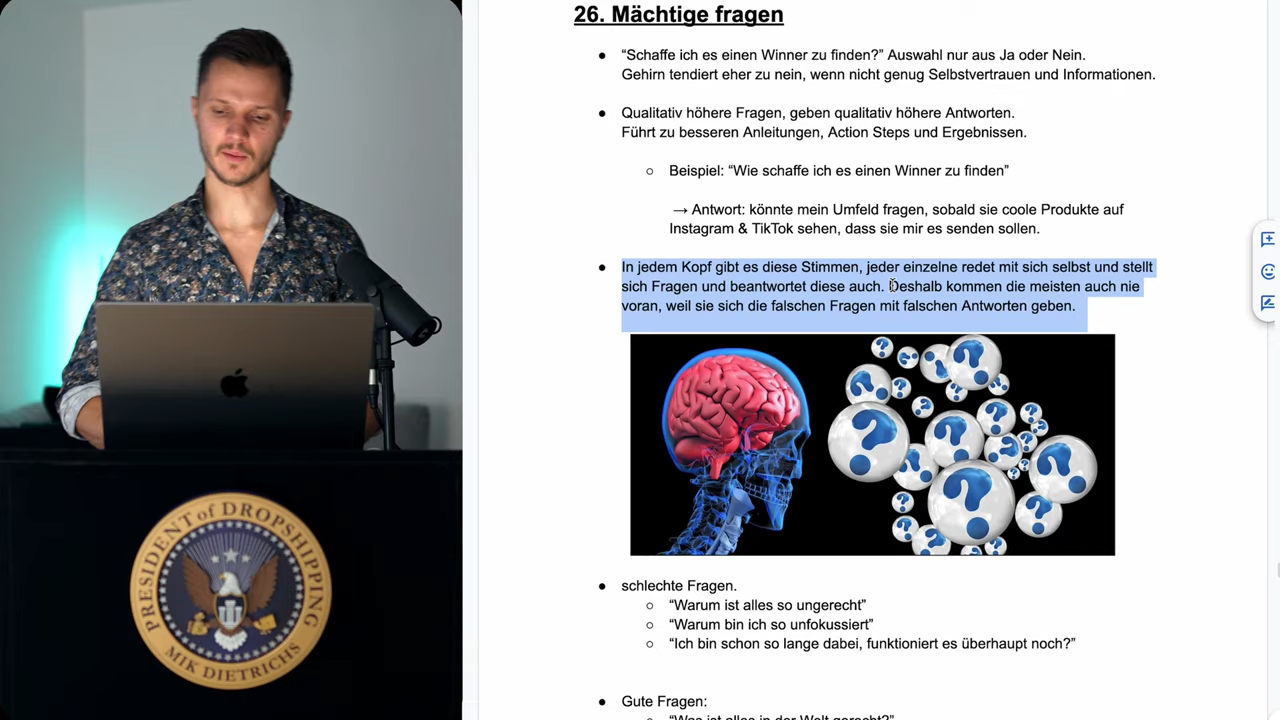 26. Mächtige fragen
● “Schaffe ich es einen Winner zu finden?” Auswahl nur aus Ja oder Nein.
Gehirn tendiert eher zu nein, wenn nicht genug Selbstvertrauen und Informationen.
● Qualitativ höhere Fragen, geben qualitativ höhere Antworten.
Führt zu besseren Anleitungen, Action Steps und Ergebnissen.
○ Beispiel: “Wie schaffe ich es einen Winner zu finden”
→ Antwort: könnte mein Umfeld fragen, sobald sie coole Produkte auf
Instagram & TikTok sehen, dass sie mir es senden sollen.
● In jedem Kopf gibt es diese Stimmen, jeder einzelne redet mit sich selbst und stellt
sich Fragen und beantwortet diese auch. Deshalb kommen die meisten auch nie
voran, weil sie sich die falschen Fragen mit falschen Antworten geben.
● schlechte Fragen.
○ “Warum ist alles so ungerecht”
○ “Warum bin ich so unfokussiert”
○ “Ich bin schon so lange dabei, funktioniert es überhaupt noch?”
● Gute Fragen:
○ “Was ist alles in der Welt gerecht?”
PRESIDENT of DROPSHIPPING
MIK DIETRICHS